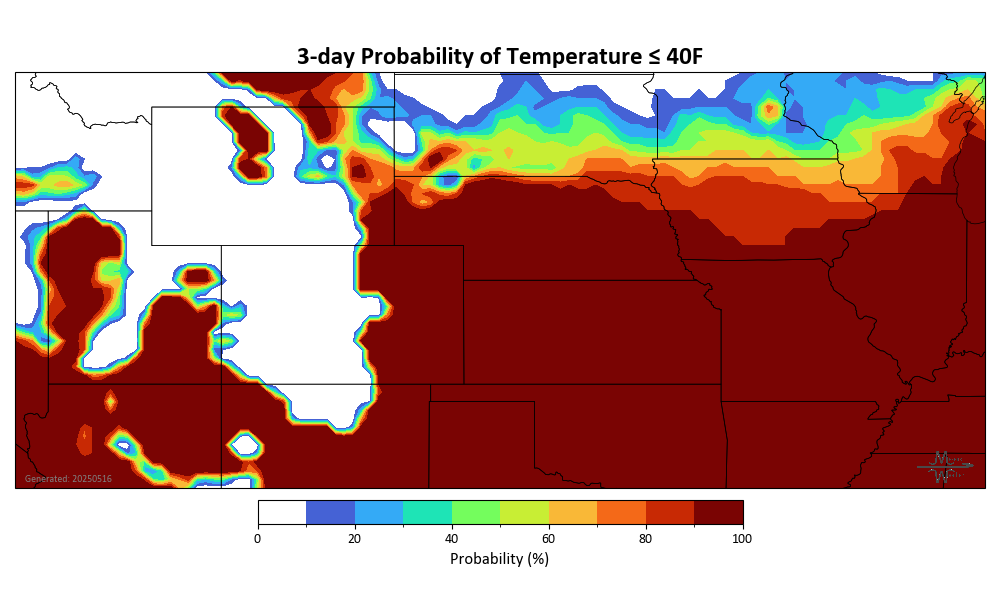 3-day Probability of Temperature ≤ 40F
Generated: 20250516
0 20 40 60 80 100
Probability (%)